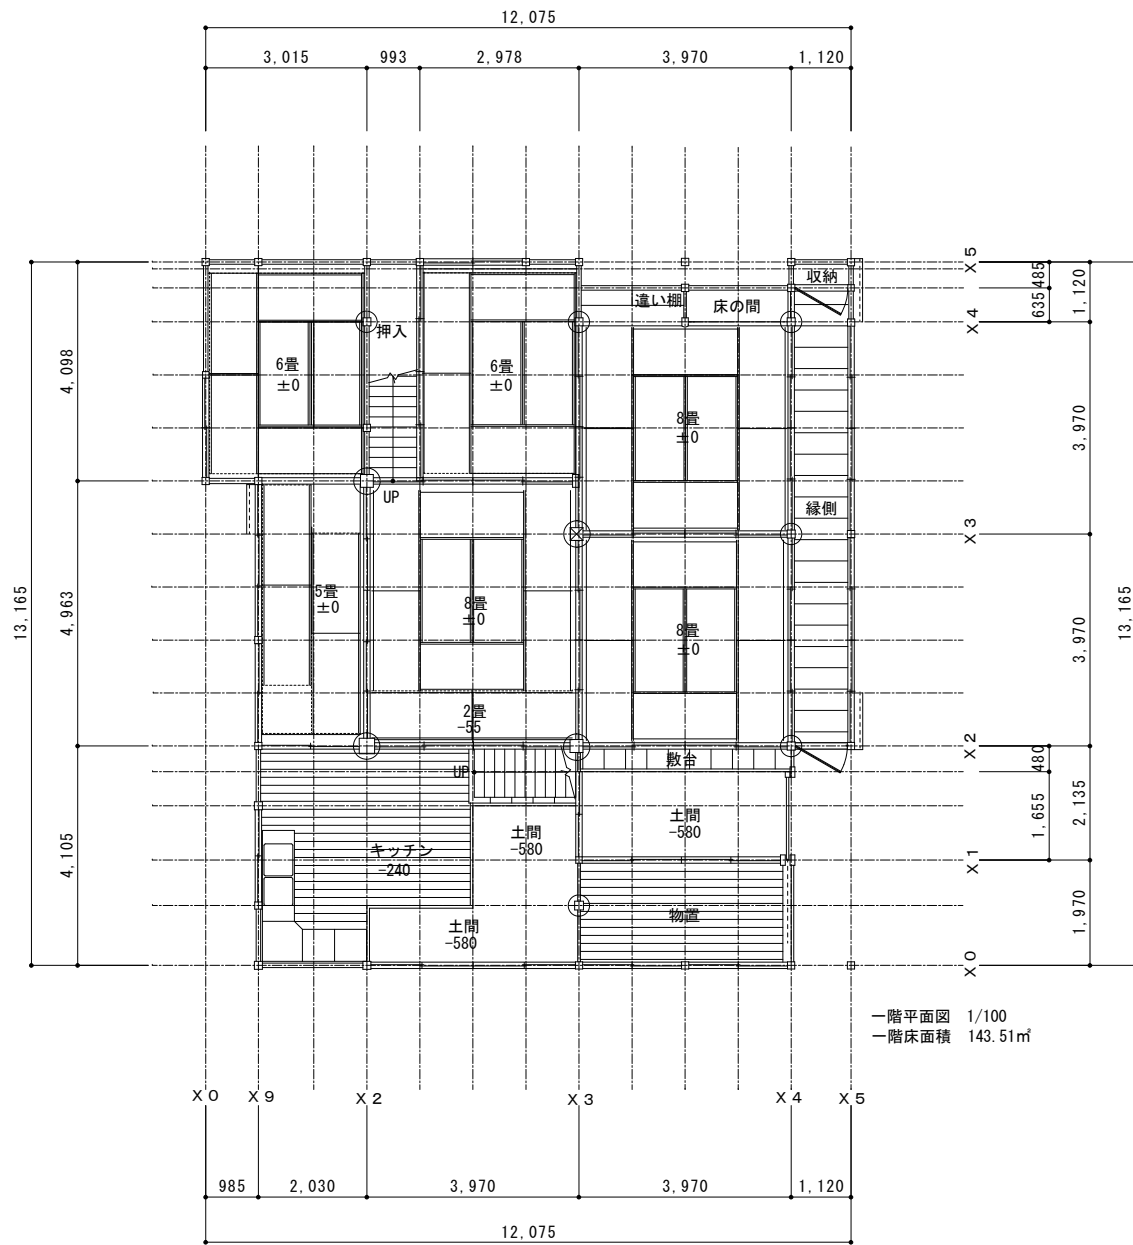 12,075
3,015
993
2,978
3,970
1,120
X5
収納
485
1,120
違い棚
床の間
635
X4
押入
4,098
6畳
±0
6畳
±0
3,970
8畳
±0
UP
縁側
X3
13,165
4,963
5畳
±0
8畳
±0
8畳
±0
3,970
13,165
2畳
-55
X2
敷台
UP
480
土間
-580
土間
-580
1,655
2,135
4,105
キッチン
-240
X1
物置
土間
-580
1,970
X0
一階平面図 1/100
一階床面積 143.51㎡
X0
X9
X2
X3
X4
X5
985
2,030
3,970
3,970
1,120
12,075